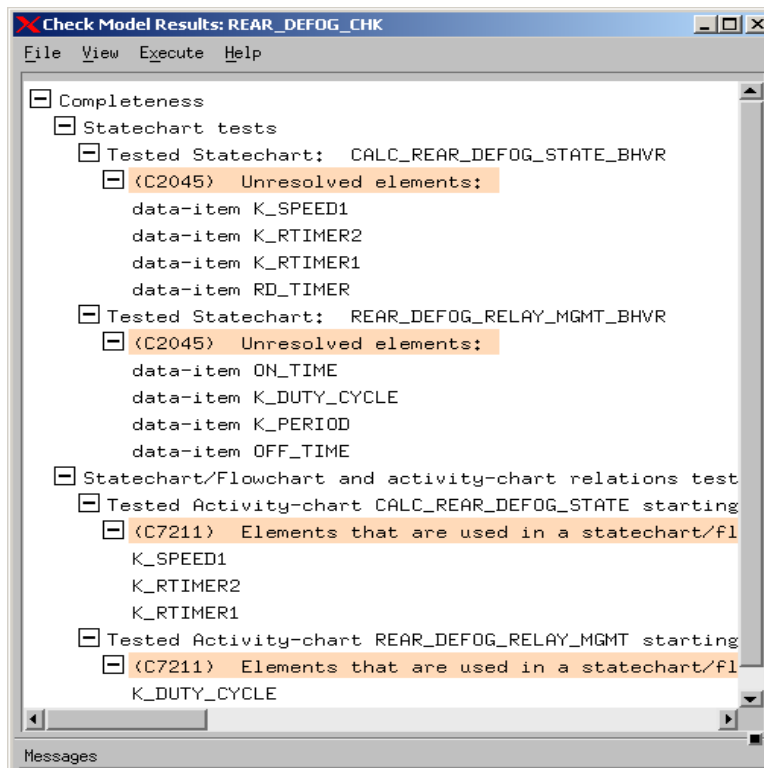 Check Model Results: REAR_DEFOG_CHK
File View Execute Help
Completeness
Statechart tests
Tested Statechart: CALC_REAR_DEFOG_STATE_BHVR
(C2045) Unresolved elements:
data-item K_SPEED1
data-item K_RTIMER2
data-item K_RTIMER1
data-item RD_TIMER
Tested Statechart: REAR_DEFOG_RELAY_MGMT_BHVR
(C2045) Unresolved elements:
data-item ON_TIME
data-item K_DUTY_CYCLE
data-item K_PERIOD
data-item OFF_TIME
Statechart/Flowchart and activity-chart relations test
Tested Activity-chart CALC_REAR_DEFOG_STATE starting
(C7211) Elements that are used in a statechart/fl
K_SPEED1
K_RTIMER2
K_RTIMER1
Tested Activity-chart REAR_DEFOG_RELAY_MGMT starting
(C7211) Elements that are used in a statechart/fl
K_DUTY_CYCLE
Messages